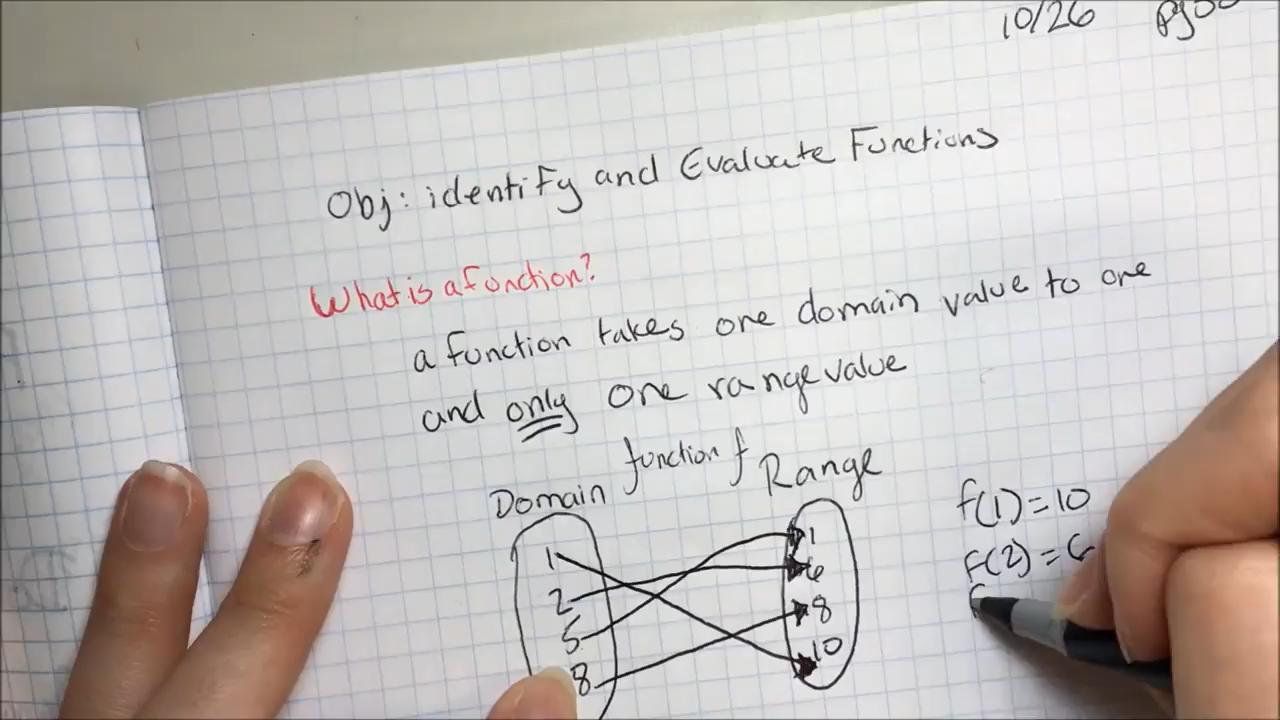 10/26
Obj: identify and Evaluate Functions
What is a function?
a function takes one domain value to one
and only one range value
function f
Domain Range
1 1
2 6
5 8
8 10
f(1)=10
f(2)=6